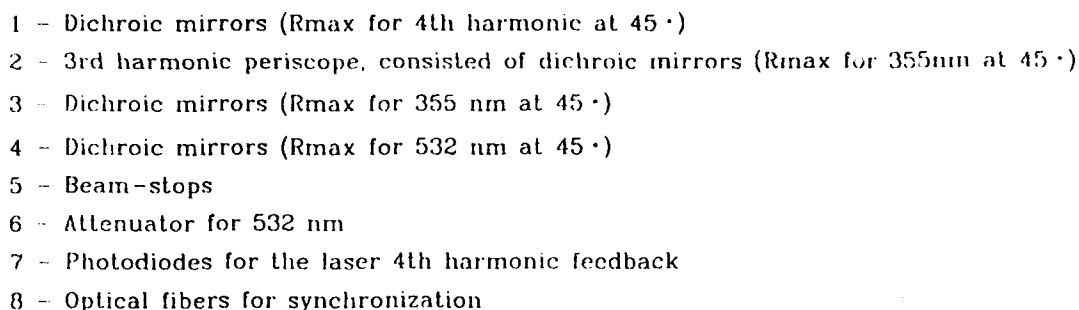 1 - Dichroic mirrors (Rmax for 4th harmonic at 45 •)
2 - 3rd harmonic periscope, consisted of dichroic mirrors (Rmax for 355nm at 45 •)
3 - Dichroic mirrors (Rmax for 355 nm at 45 •)
4 - Dichroic mirrors (Rmax for 532 nm at 45 •)
5 - Beam-stops
6 - Attenuator for 532 nm
7 - Photodiodes for the laser 4th harmonic feedback
8 - Optical fibers for synchronization